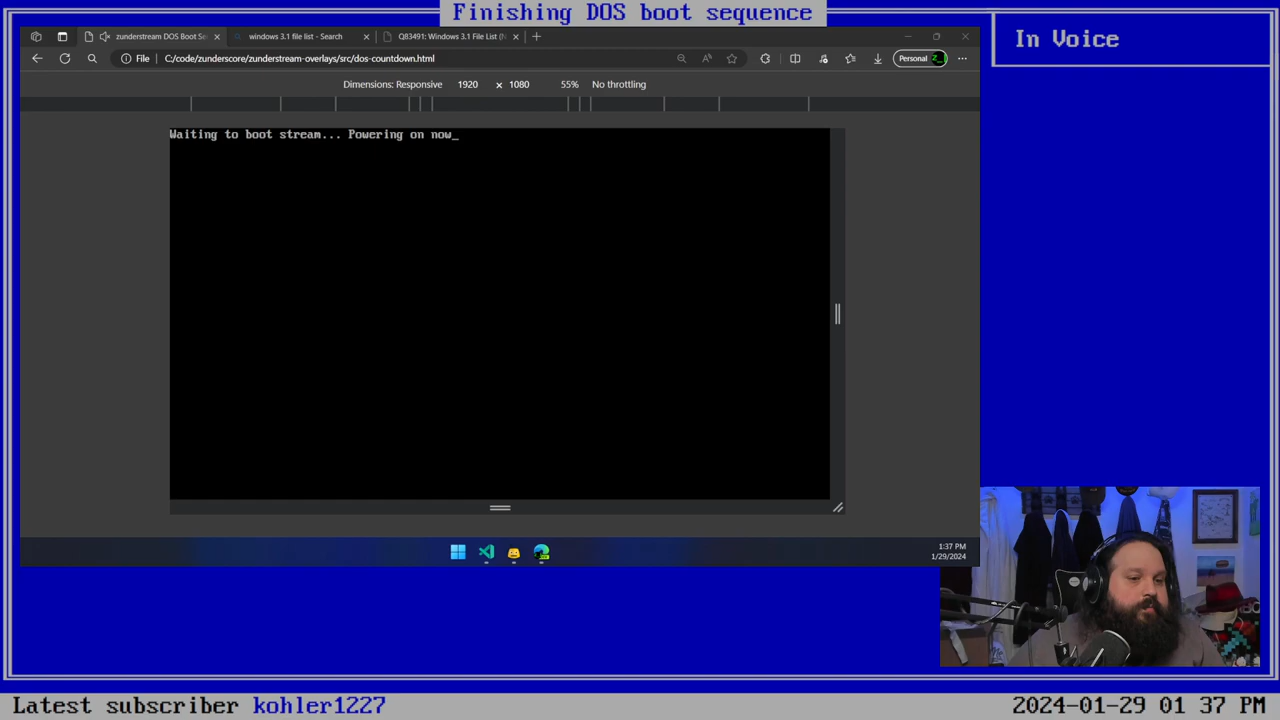 Finishing DOS boot sequence
In Voice
zunderstream DOS Boot Se
windows 3.1 file list - Search
Q83491: Windows 3.1 File List (
File
C:/code/zunderscore/zunderstream-overlays/src/dos-countdown.html
Personal
Dimensions: Responsive 1920 × 1080 55% No throttling
Waiting to boot stream... Powering on now_
1:37 PM
1/29/2024
Latest subscriber kohler1227
2024-01-29 01 37 PM